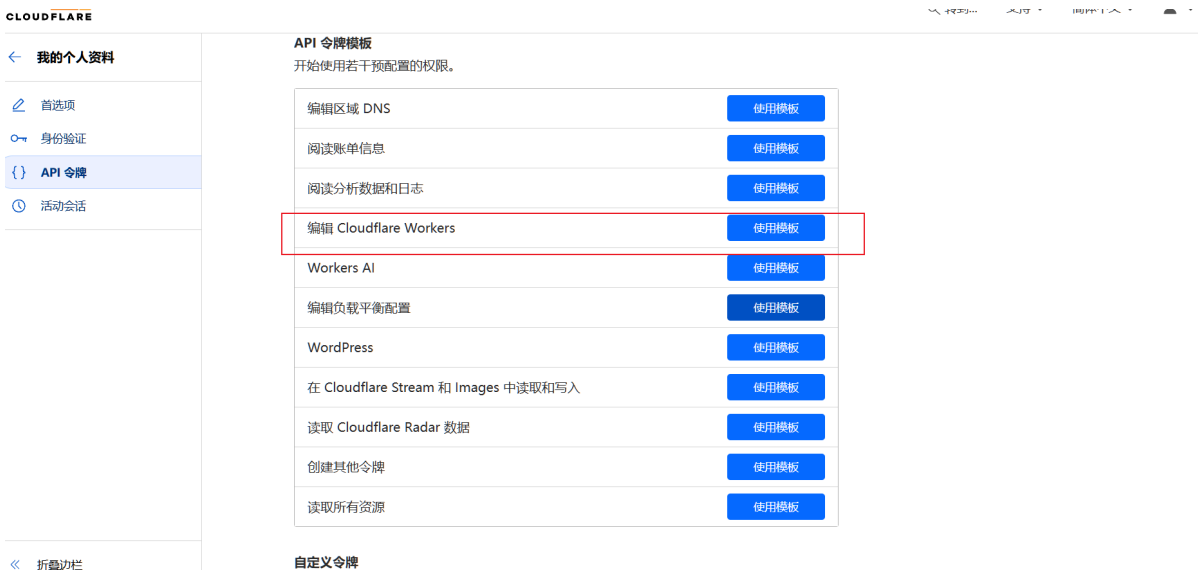 CLOUDFLARE
转到... 支持 简体中文
我的个人资料
首选项
身份验证
API 令牌
活动会话
折叠边栏
API 令牌模板
开始使用若干预配置的权限。
编辑区域 DNS 使用模板
阅读账单信息 使用模板
阅读分析数据和日志 使用模板
编辑 Cloudflare Workers 使用模板
Workers AI 使用模板
编辑负载平衡配置 使用模板
WordPress 使用模板
在 Cloudflare Stream 和 Images 中读取和写入 使用模板
读取 Cloudflare Radar 数据 使用模板
创建其他令牌 使用模板
读取所有资源 使用模板
自定义令牌